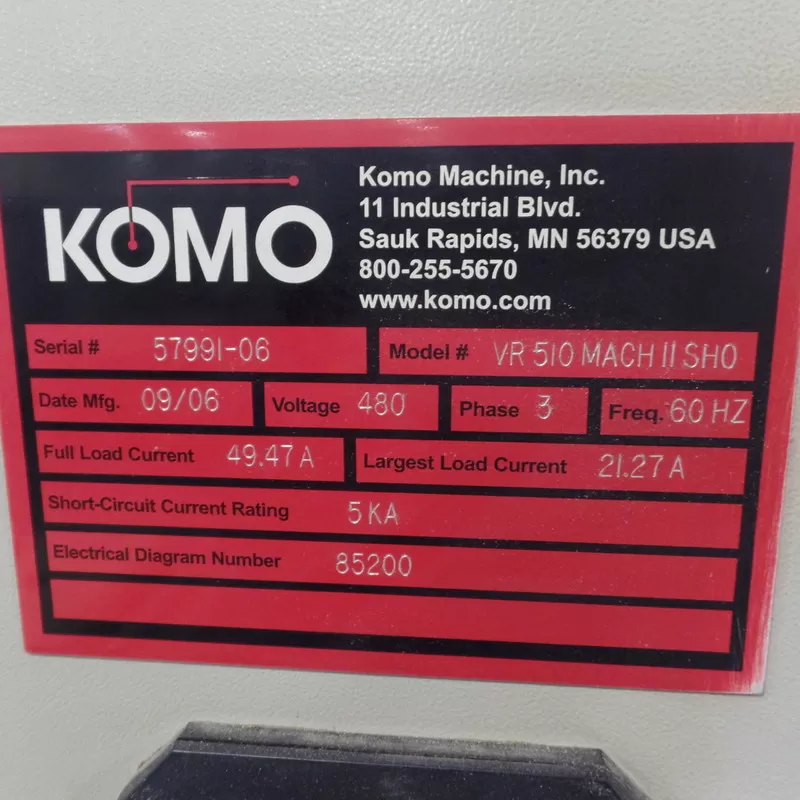 KOMO
Komo Machine, Inc.
11 Industrial Blvd.
Sauk Rapids, MN 56379 USA
800-255-5670
www.komo.com
Serial # 57991-06
Model # VR 510 MACH II SHO
Date Mfg. 09/06
Voltage 480
Phase 3
Freq. 60 HZ
Full Load Current 49.47 A
Largest Load Current 21.27 A
Short-Circuit Current Rating 5 KA
Electrical Diagram Number 85200